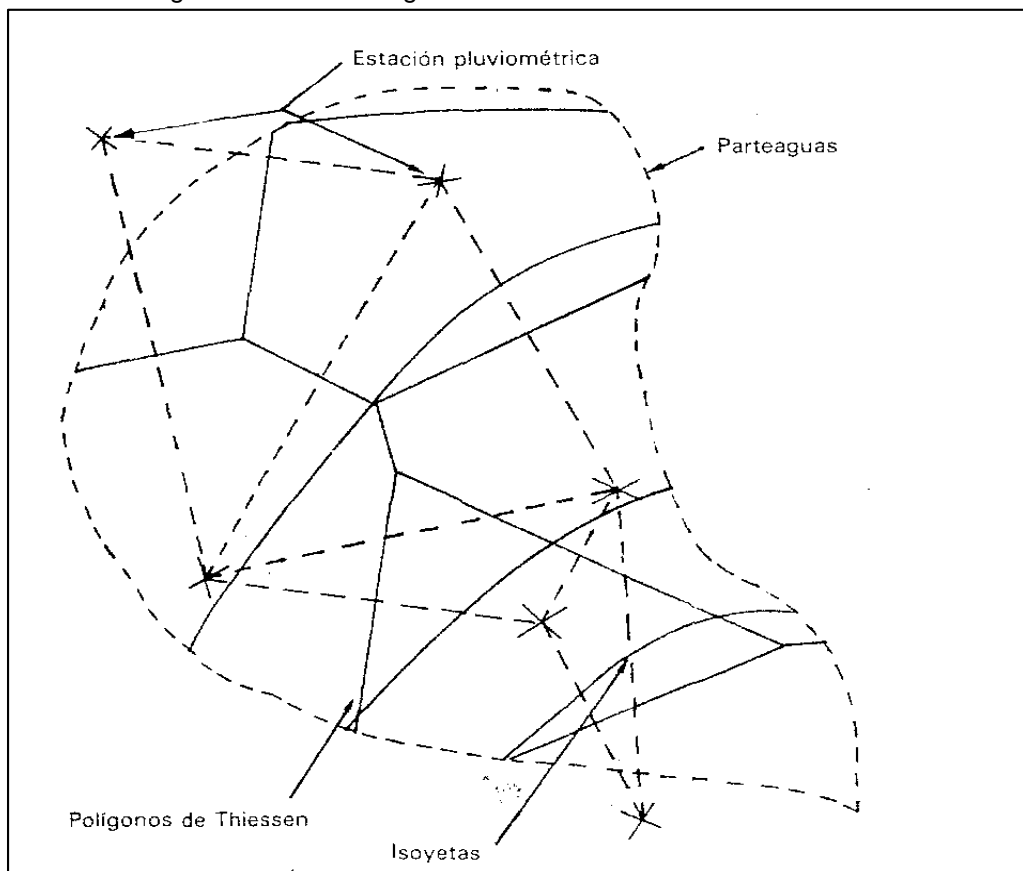 Estación pluviométrica
Parteaguas
Polígonos de Thiessen
Isoyetas